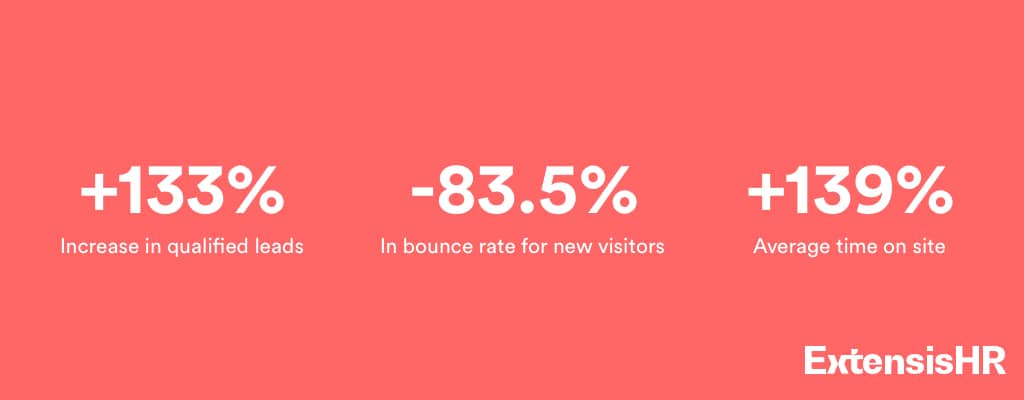 +133%
Increase in qualified leads
-83.5%
In bounce rate for new visitors
+139%
Average time on site
ExtensisHR